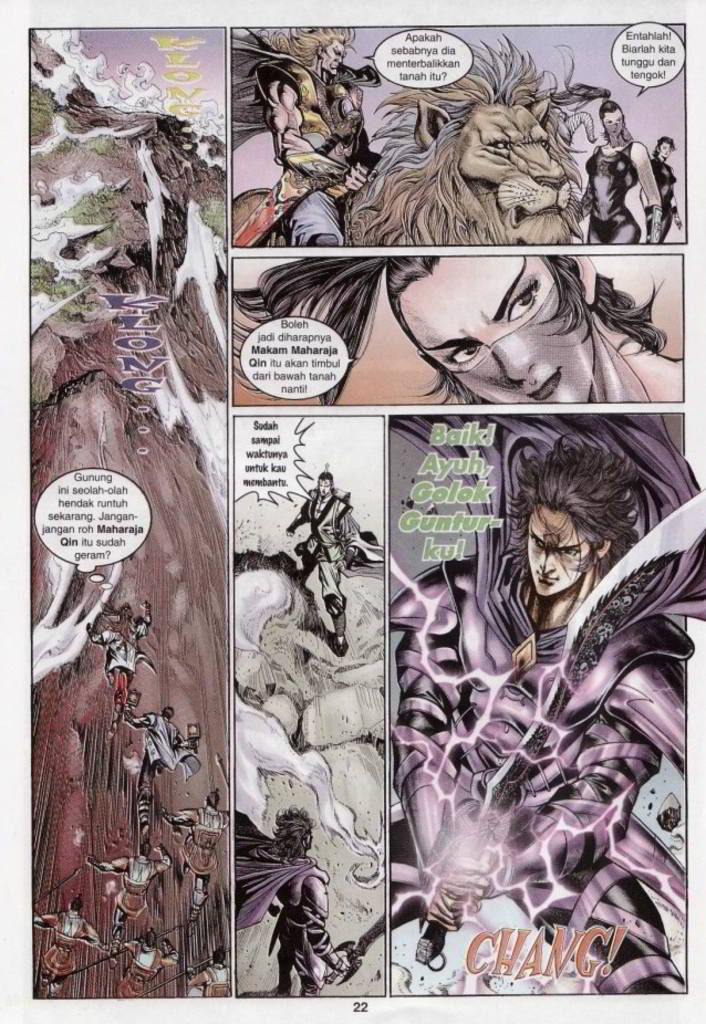 KLONG...
KLONG...
Gunung
ini seolah-olah
hendak runtuh
sekarang. Jangan-
jangan roh Maharaja
Qin itu sudah
geram?
Apakah
sebabnya dia
menterbalikkan
tanah itu?
Entahlah!
Biarlah kita
tunggu dan
tengok!
Boleh
jadi diharapnya
Makam Maharaja
Qin itu akan timbul
dari bawah tanah
nanti!
Sudah
sampai
waktunya
untuk kau
membantu.
Baik!
Ayuh,
Golok
Guntur-
ku!
CHANG!
22